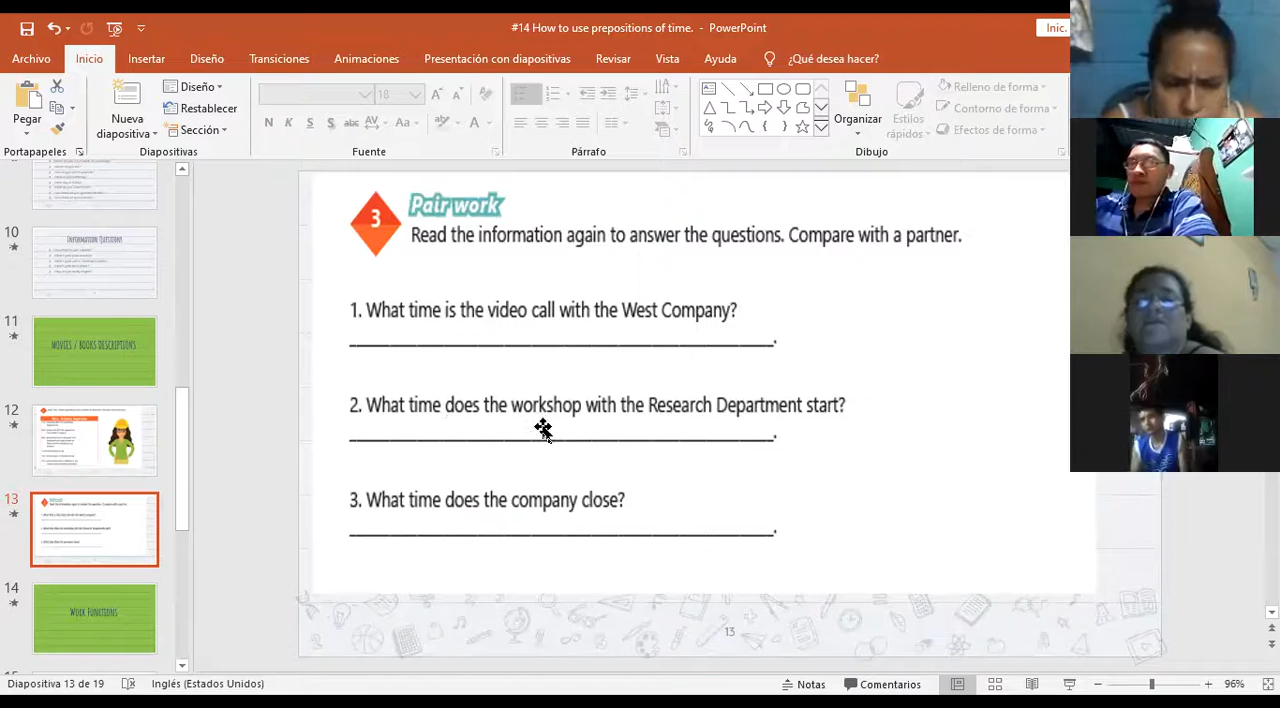 #14 How to use prepositions of time. - PowerPoint
Inic.
Archivo Inicio Insertar Diseño Transiciones Animaciones Presentación con diapositivas Revisar Vista Ayuda ¿Qué desea hacer?
Pegar
Nueva diapositiva
Diseño
Restablecer
Sección
18
N K S S AV Aa
Organizar
Estilos rápidos
Relleno de forma
Contorno de forma
Efectos de forma
Portapapeles Diapositivas Fuente Párrafo Dibujo
10
Information Questions
11
Movies / Books Descriptions
12
13
14
Work Functions
3
Pair work
Read the information again to answer the questions. Compare with a partner.
1. What time is the video call with the West Company?
2. What time does the workshop with the Research Department start?
3. What time does the company close?
13
Diapositiva 13 de 19 Inglés (Estados Unidos) Notas Comentarios 96%